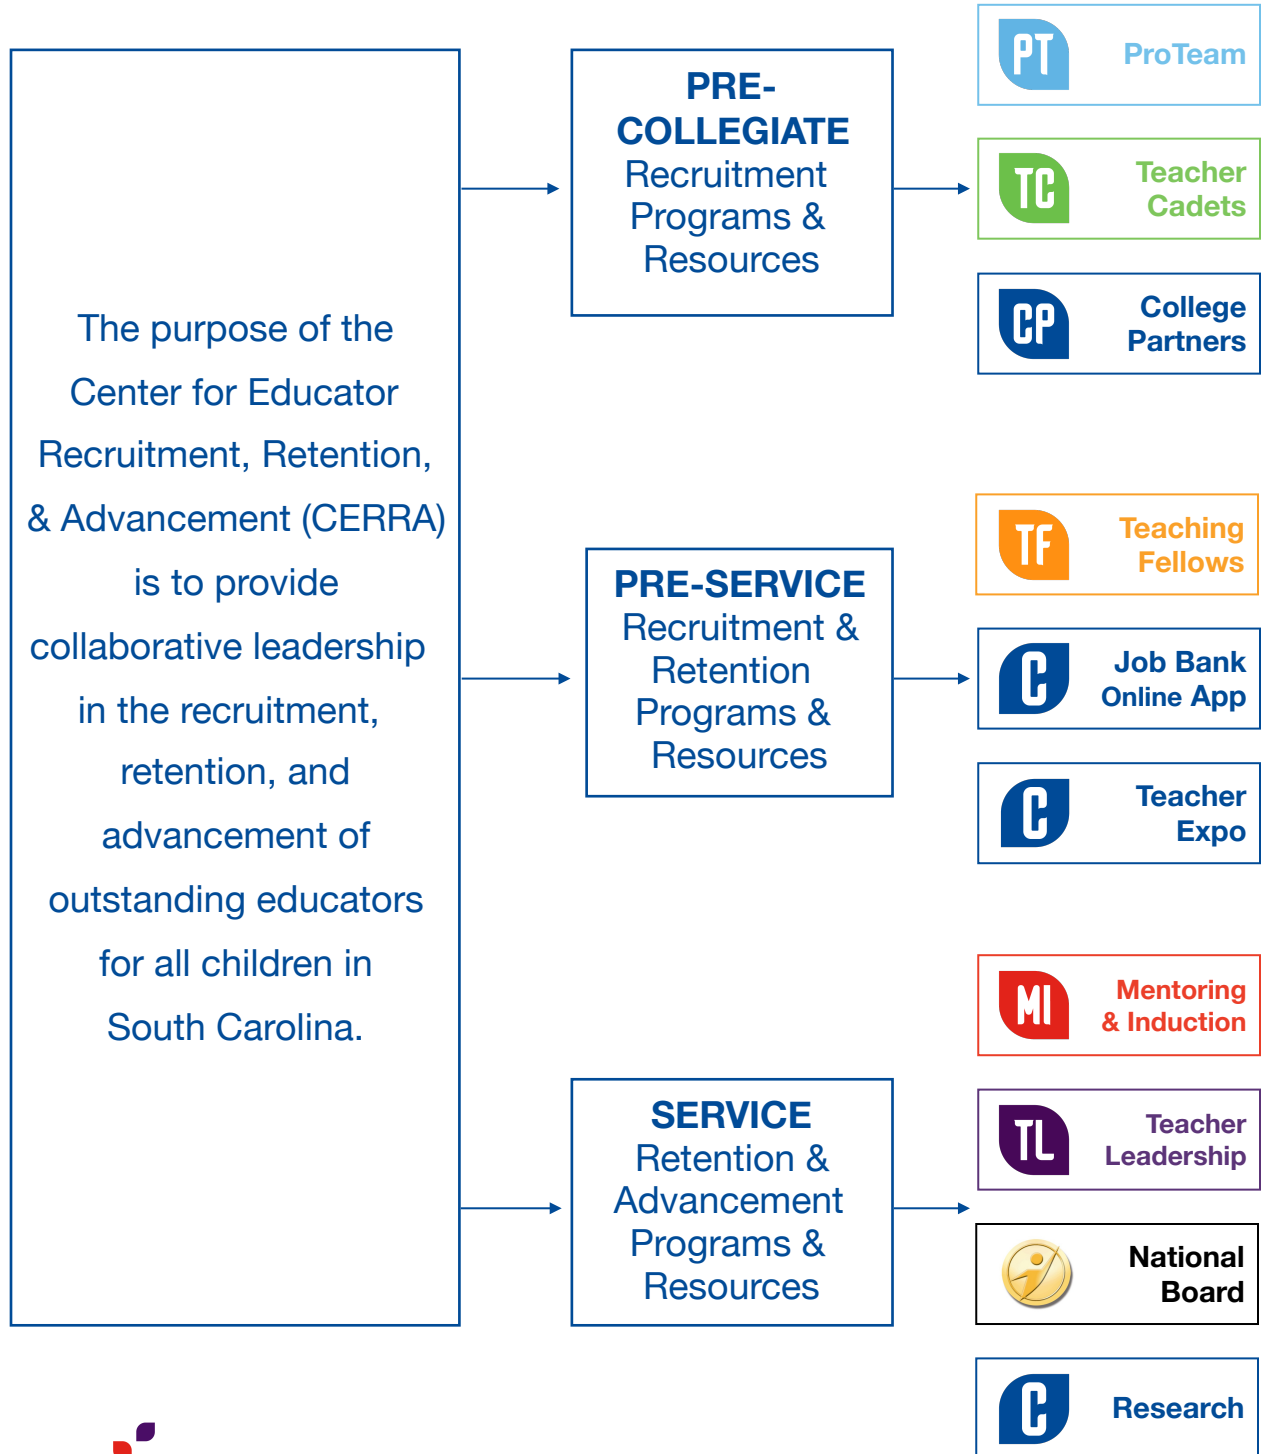 The purpose of the
Center for Educator
Recruitment, Retention,
& Advancement (CERRA)
is to provide
collaborative leadership
in the recruitment,
retention, and
advancement of
outstanding educators
for all children in
South Carolina.
PRE-
COLLEGIATE
Recruitment
Programs &
Resources
PT
ProTeam
TC
Teacher
Cadets
CP
College
Partners
PRE-SERVICE
Recruitment &
Retention
Programs &
Resources
TF
Teaching
Fellows
C
Job Bank
Online App
C
Teacher
Expo
SERVICE
Retention &
Advancement
Programs &
Resources
MI
Mentoring
& Induction
TL
Teacher
Leadership
National
Board
C
Research